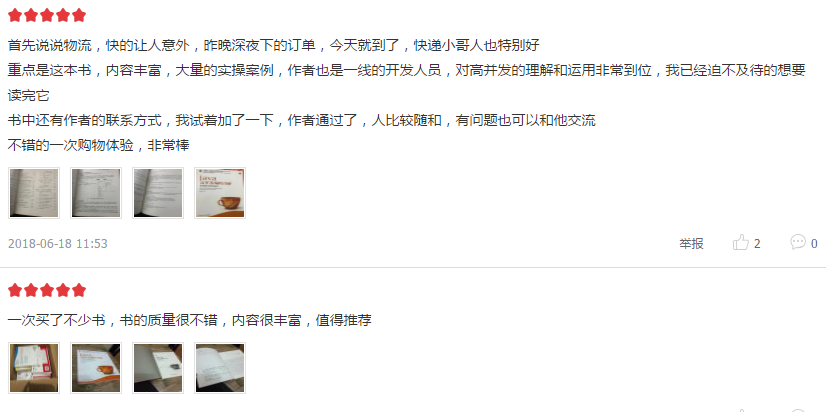 首先说说物流，快的让人意外，昨晚深夜下的订单，今天就到了，快递小哥人也特别好
重点是这本书，内容丰富，大量的实操案例，作者也是一线的开发人员，对高并发的理解和运用非常到位，我已经迫不及待的想要
读完它
书中还有作者的联系方式，我试着加了一下，作者通过了，人比较随和，有问题也可以和他交流
不错的一次购物体验，非常棒
2018-06-18 11:53
举报
2
0
一次买了不少书，书的质量很不错，内容很丰富，值得推荐